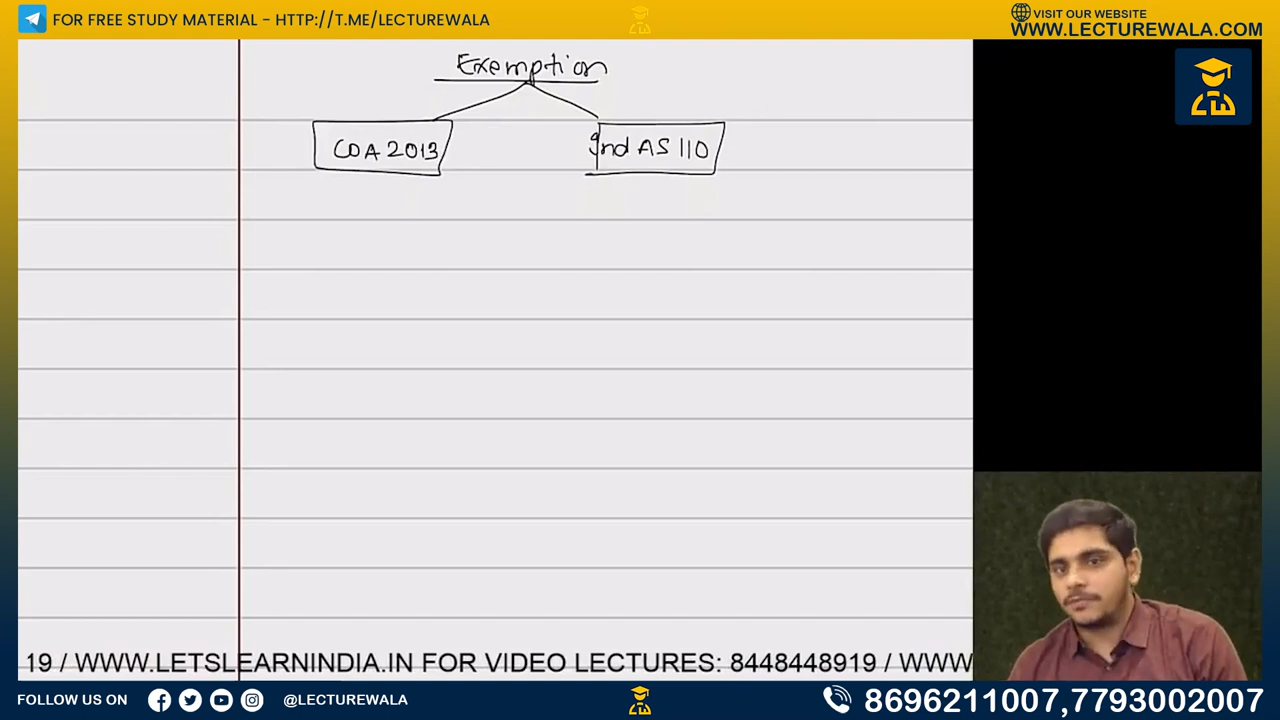 FOR FREE STUDY MATERIAL - HTTP://T.ME/LECTUREWALA
VISIT OUR WEBSITE
WWW.LECTUREWALA.COM
Exemption
COA 2013
Ind AS 110
19 / WWW.LETSLEARNINDIA.IN FOR VIDEO LECTURES: 8448448919 / WWW
FOLLOW US ON
@LECTUREWALA
8696211007,7793002007